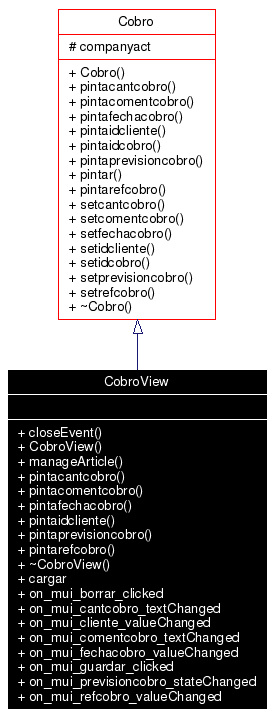 Cobro
# companyact
+ Cobro()
+ pintacantcobro()
+ pintacomentcobro()
+ pintafechacobro()
+ pintaidcliente()
+ pintaidcobro()
+ pintaprevisioncobro()
+ pintar()
+ pintarefcobro()
+ setcantcobro()
+ setcomentcobro()
+ setfechacobro()
+ setidcliente()
+ setidcobro()
+ setprevisioncobro()
+ setrefcobro()
+ ~Cobro()
CobroView
+ closeEvent()
+ CobroView()
+ manageArticle()
+ pintacantcobro()
+ pintacomentcobro()
+ pintafechacobro()
+ pintaidcliente()
+ pintaprevisioncobro()
+ pintarefcobro()
+ ~CobroView()
+ cargar
+ on_mui_borrar_clicked
+ on_mui_cantcobro_textChanged
+ on_mui_cliente_valueChanged
+ on_mui_comentcobro_textChanged
+ on_mui_fechacobro_valueChanged
+ on_mui_guardar_clicked
+ on_mui_previsioncobro_stateChanged
+ on_mui_refcobro_valueChanged